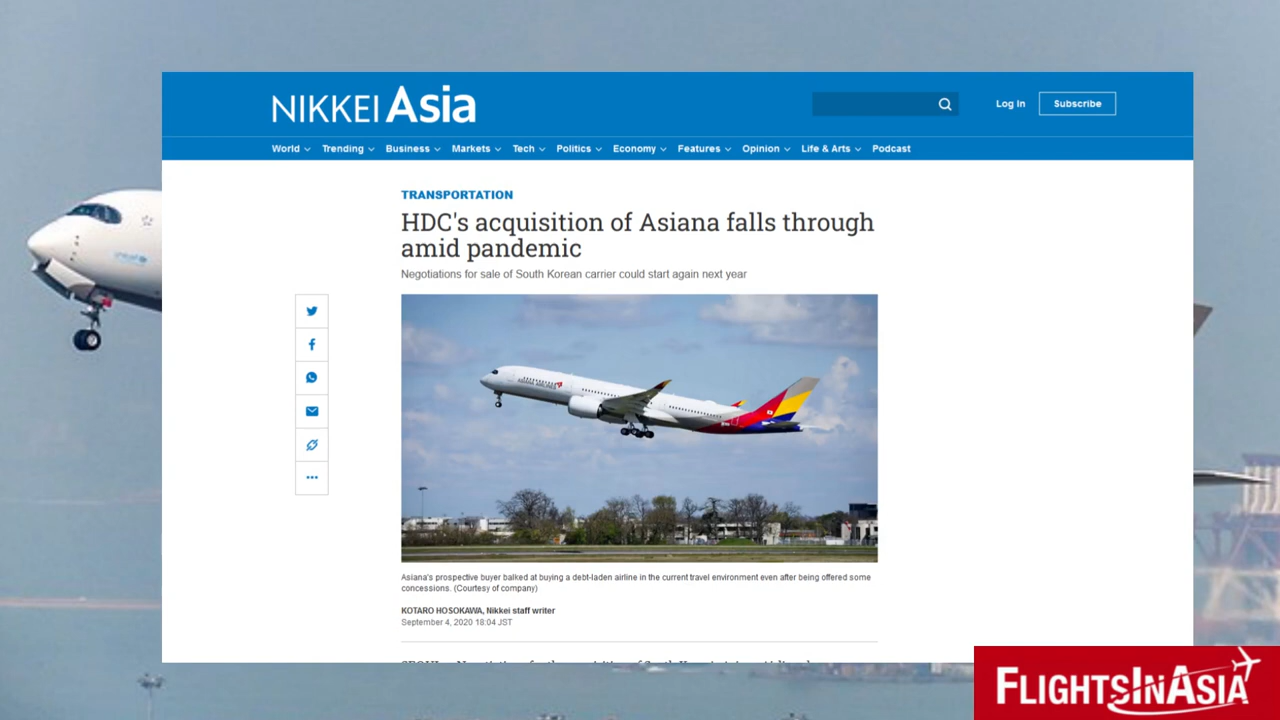 NIKKEI Asia
Log In
Subscribe
World
Trending
Business
Markets
Tech
Politics
Economy
Features
Opinion
Life & Arts
Podcast
TRANSPORTATION
HDC's acquisition of Asiana falls through
amid pandemic
Negotiations for sale of South Korean carrier could start again next year
ASIANA AIRLINES
Asiana's prospective buyer balked at buying a debt-laden airline in the current travel environment even after being offered some
concessions. (Courtesy of company)
KOTARO HOSOKAWA, Nikkei staff writer
September 4, 2020 18:04 JST
FLIGHTSINASIA